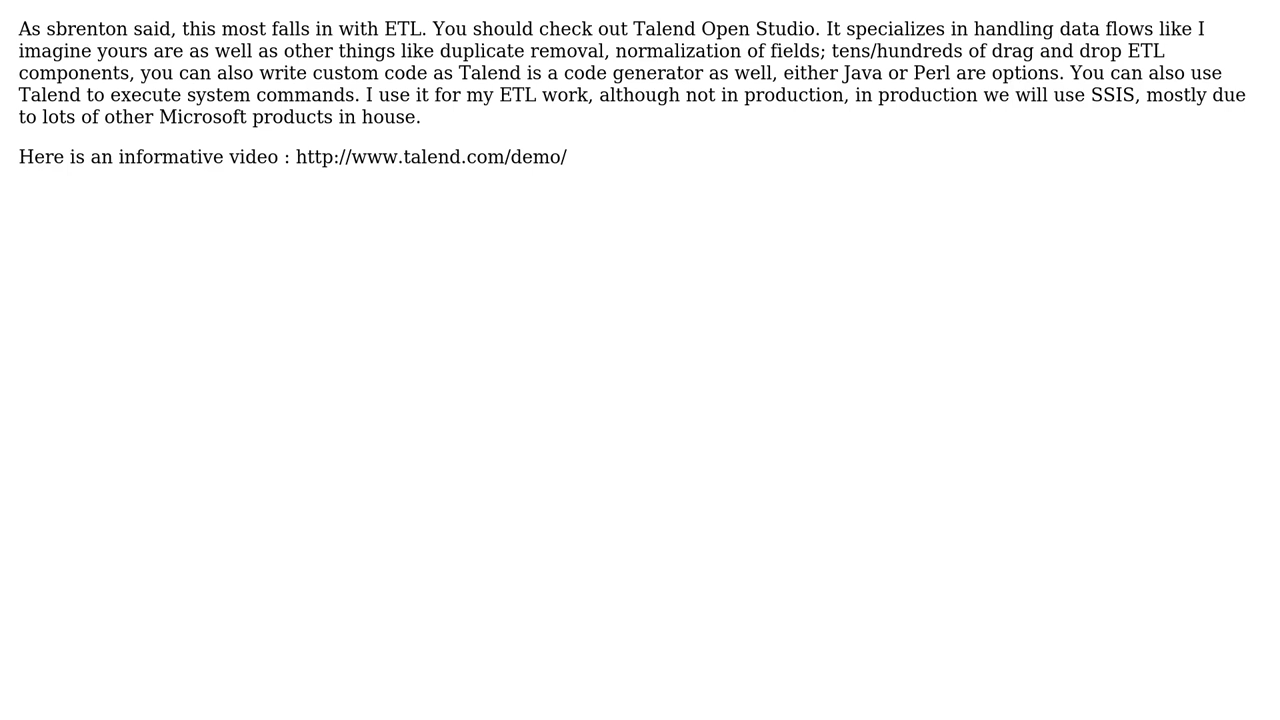 As sbrenton said, this most falls in with ETL. You should check out Talend Open Studio. It specializes in handling data flows like I
imagine yours are as well as other things like duplicate removal, normalization of fields; tens/hundreds of drag and drop ETL
components, you can also write custom code as Talend is a code generator as well, either Java or Perl are options. You can also use
Talend to execute system commands. I use it for my ETL work, although not in production, in production we will use SSIS, mostly due
to lots of other Microsoft products in house.
Here is an informative video : http://www.talend.com/demo/